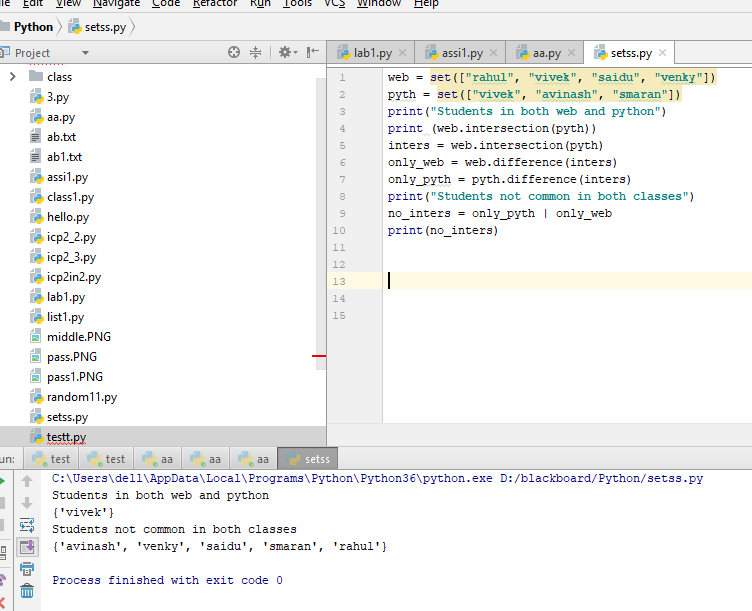 Edit View Navigate Code Refactor Run Tools VCS Window Help
Python setss.py
Project
lab1.py assi1.py aa.py setss.py
class
3.py
aa.py
ab.txt
ab1.txt
assi1.py
class1.py
hello.py
icp2_2.py
icp2_3.py
icp2in2.py
lab1.py
list1.py
middle.PNG
pass.PNG
pass1.PNG
random11.py
setss.py
testt.py
1 web = set(["rahul", "vivek", "saidu", "venky"])
2 pyth = set(["vivek", "avinash", "smaran"])
3 print("Students in both web and python")
4 print (web.intersection(pyth))
5 inters = web.intersection(pyth)
6 only_web = web.difference(inters)
7 only_pyth = pyth.difference(inters)
8 print("Students not common in both classes")
9 no_inters = only_pyth | only_web
10 print(no_inters)
11
12
13
14
15
un: test test aa aa aa setss
C:\Users\dell\AppData\Local\Programs\Python\Python36\python.exe D:/blackboard/Python/setss.py
Students in both web and python
{'vivek'}
Students not common in both classes
{'avinash', 'venky', 'saidu', 'smaran', 'rahul'}
Process finished with exit code 0